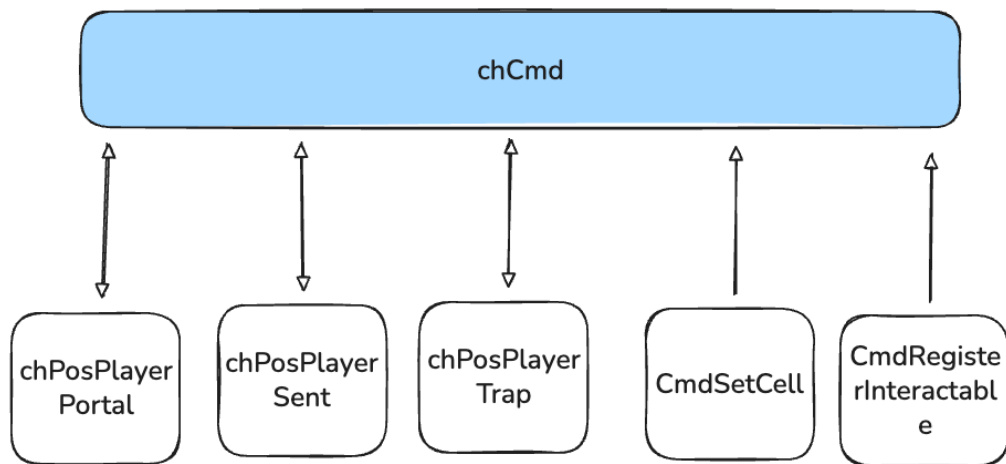 chCmd
chPosPlayer
Portal
chPosPlayer
Sent
chPosPlayer
Trap
CmdSetCell
CmdRegiste
rInteractabl
e